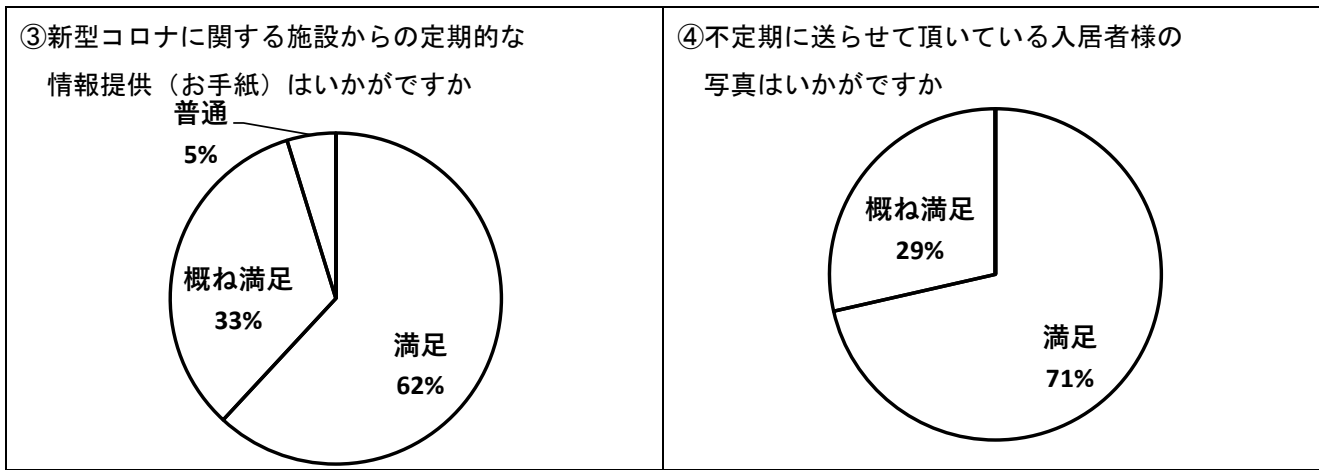 ③新型コロナに関する施設からの定期的な
情報提供（お手紙）はいかがですか
普通
5%
概ね満足
33%
満足
62%
④不定期に送らせて頂いている入居者様の
写真はいかがですか
概ね満足
29%
満足
71%